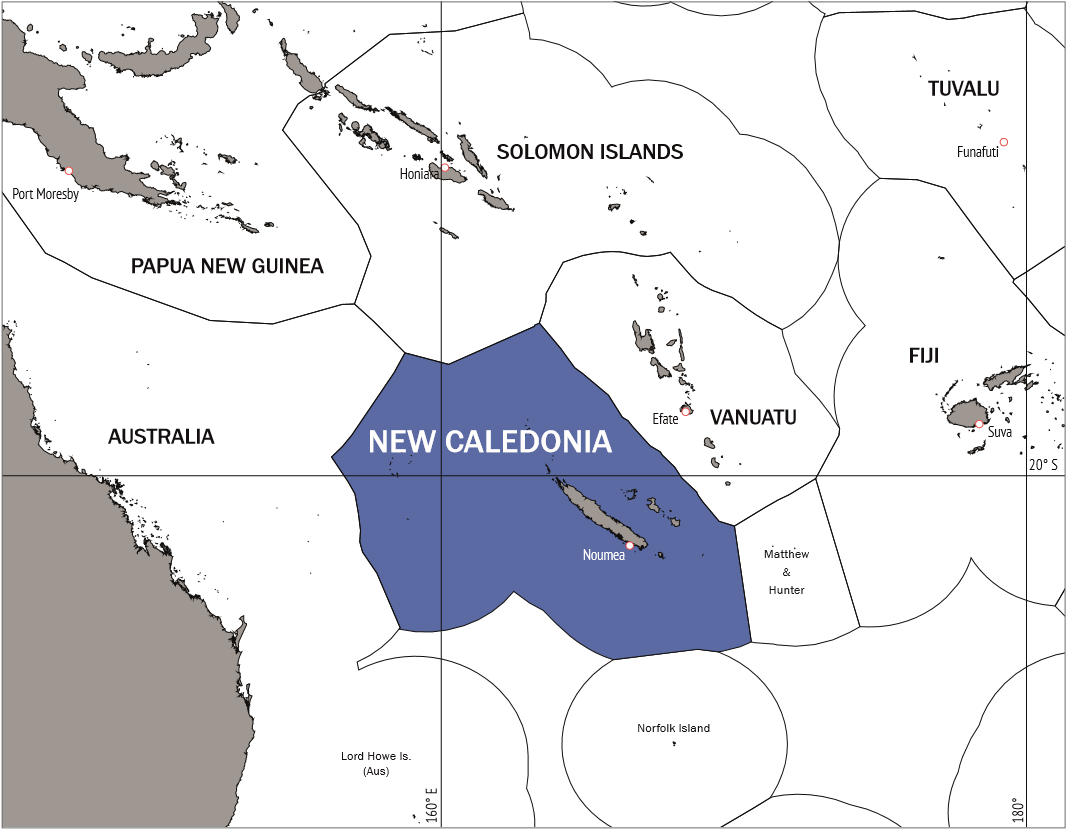 TUVALU
Funafuti
SOLOMON ISLANDS
Honiara
Port Moresby
PAPUA NEW GUINEA
FIJI
Suva
Efate
VANUATU
AUSTRALIA
NEW CALEDONIA
20° S
Noumea
Matthew
&
Hunter
Norfolk Island
Lord Howe Is.
(Aus)
160° E
180°